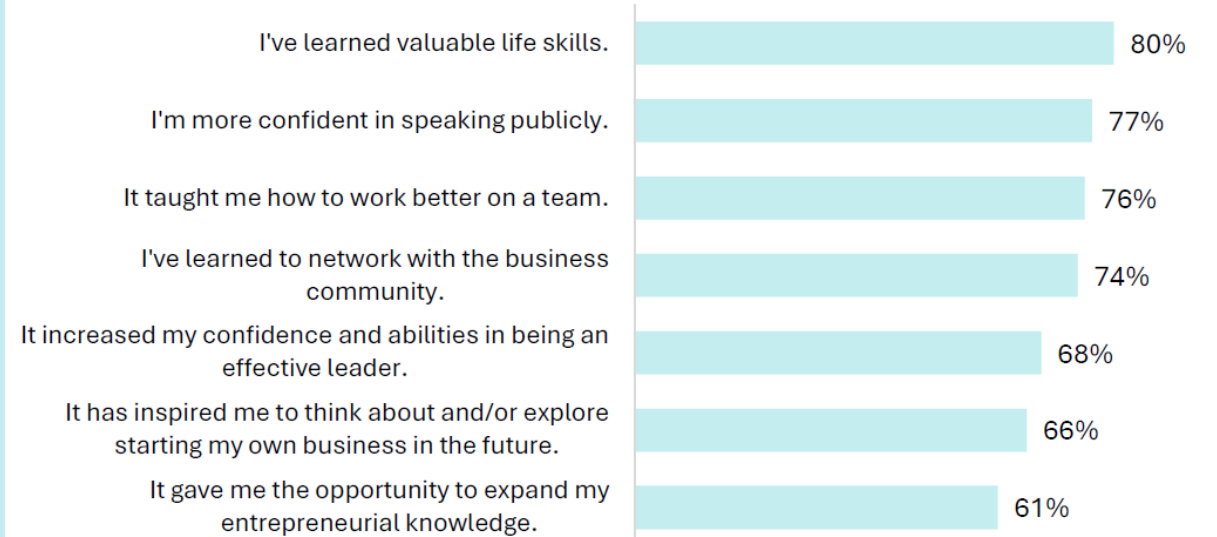 I've learned valuable life skills.
80%
I'm more confident in speaking publicly.
77%
It taught me how to work better on a team.
76%
I've learned to network with the business
community.
74%
It increased my confidence and abilities in being an
effective leader.
68%
It has inspired me to think about and/or explore
starting my own business in the future.
66%
It gave me the opportunity to expand my
entrepreneurial knowledge.
61%